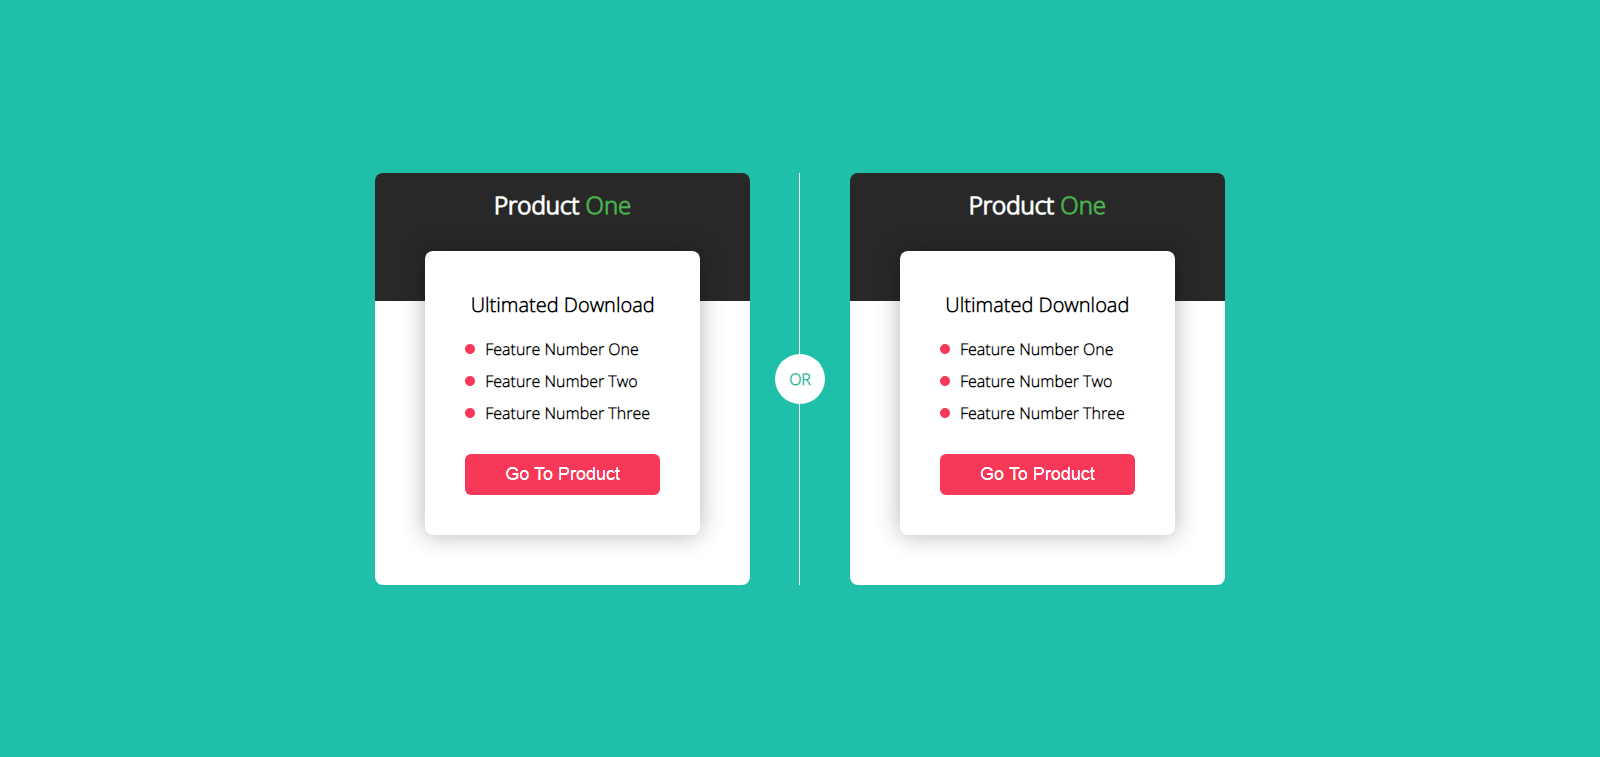 Product One
Ultimated Download
Feature Number One
Feature Number Two
Feature Number Three
Go To Product
OR
Product One
Ultimated Download
Feature Number One
Feature Number Two
Feature Number Three
Go To Product